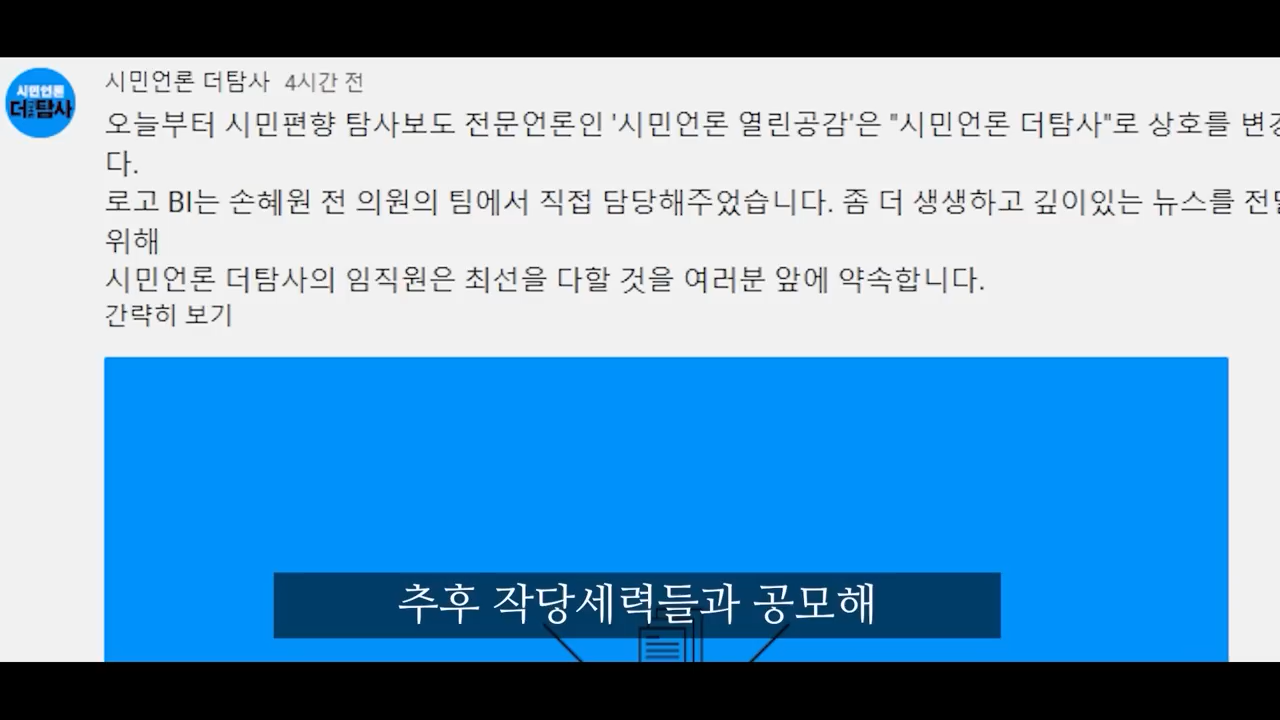 시민언론 더탐사 4시간 전
시민언론
더탐사
오늘부터 시민편향 탐사보도 전문언론인 '시민언론 열린공감'은 "시민언론 더탐사"로 상호를 변경
다.
로고 BI는 손혜원 전 의원의 팀에서 직접 담당해주었습니다. 좀 더 생생하고 깊이있는 뉴스를 전달
위해
시민언론 더탐사의 임직원은 최선을 다할 것을 여러분 앞에 약속합니다.
간략히 보기
추후 작당세력들과 공모해